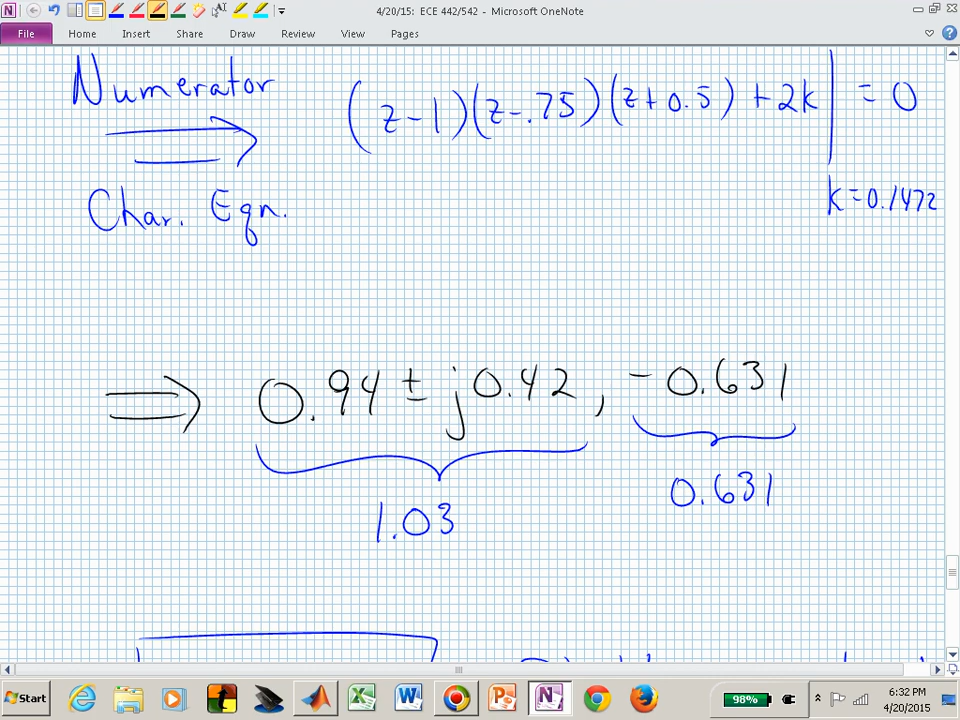 4/20/15: ECE 442/542 - Microsoft OneNote
File Home Insert Share Draw Review View Pages
Numerator
(z-1)(z-.75)(z+0.5)+2k| = 0
k=0.1472
Char. Eqn.
⇒ 0.94 ± j0.42, -0.631
1.03
0.631
Start
98%
6:32 PM
4/20/2015